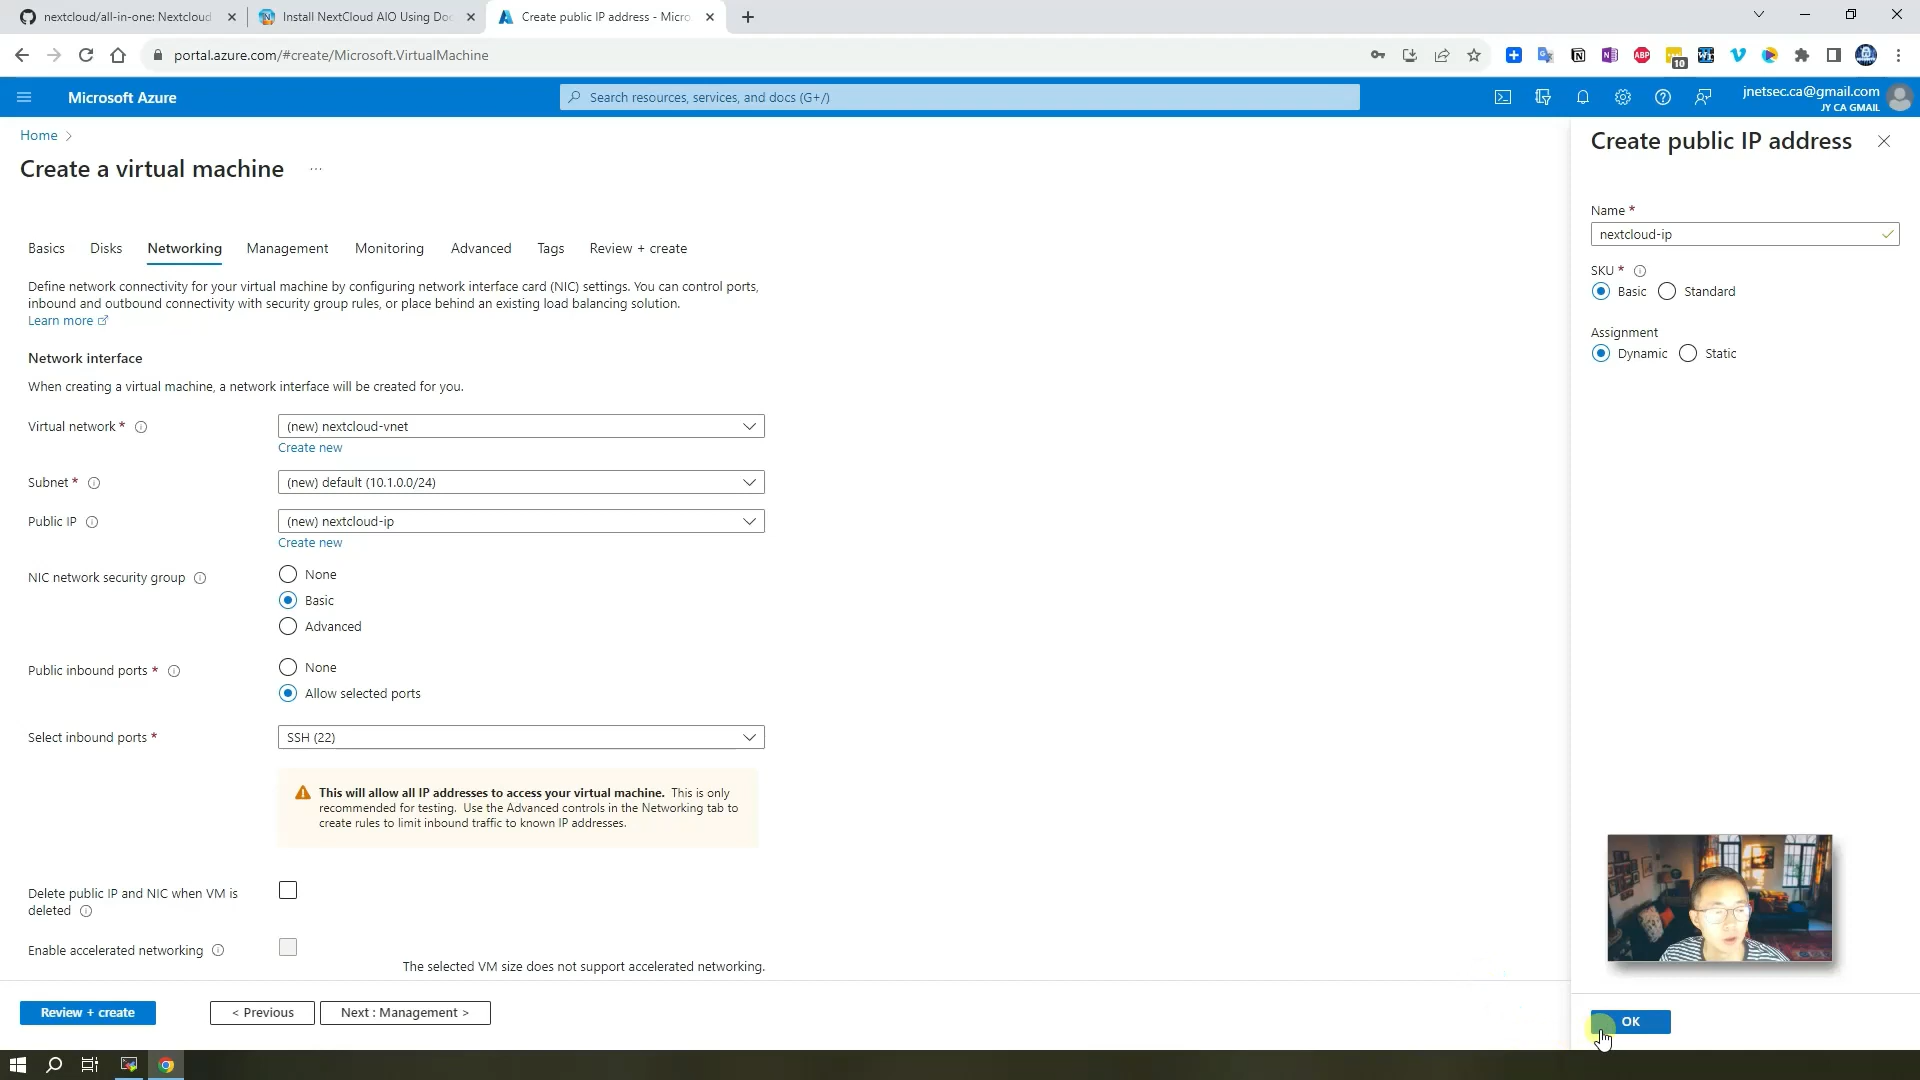 nextcloud/all-in-one: Nextcloud
Install NextCloud AIO Using Doc
Create public IP address - Micro
portal.azure.com/#create/Microsoft.VirtualMachine
10
ABP
Microsoft Azure
Search resources, services, and docs (G+/)
jnetsec.ca@gmail.com
JY CA GMAIL
Home
Create a virtual machine
...
Basics
Disks
Networking
Management
Monitoring
Advanced
Tags
Review + create
Define network connectivity for your virtual machine by configuring network interface card (NIC) settings. You can control ports,
inbound and outbound connectivity with security group rules, or place behind an existing load balancing solution.
Learn more
Network interface
When creating a virtual machine, a network interface will be created for you.
Virtual network *
(new) nextcloud-vnet
Create new
Subnet *
(new) default (10.1.0.0/24)
Public IP
(new) nextcloud-ip
Create new
NIC network security group
None
Basic
Advanced
Public inbound ports *
None
Allow selected ports
Select inbound ports *
SSH (22)
This will allow all IP addresses to access your virtual machine. This is only
recommended for testing. Use the Advanced controls in the Networking tab to
create rules to limit inbound traffic to known IP addresses.
Delete public IP and NIC when VM is
deleted
Enable accelerated networking
The selected VM size does not support accelerated networking.
Review + create
< Previous
Next : Management >
Create public IP address
Name *
nextcloud-ip
SKU *
Basic
Standard
Assignment
Dynamic
Static
OK